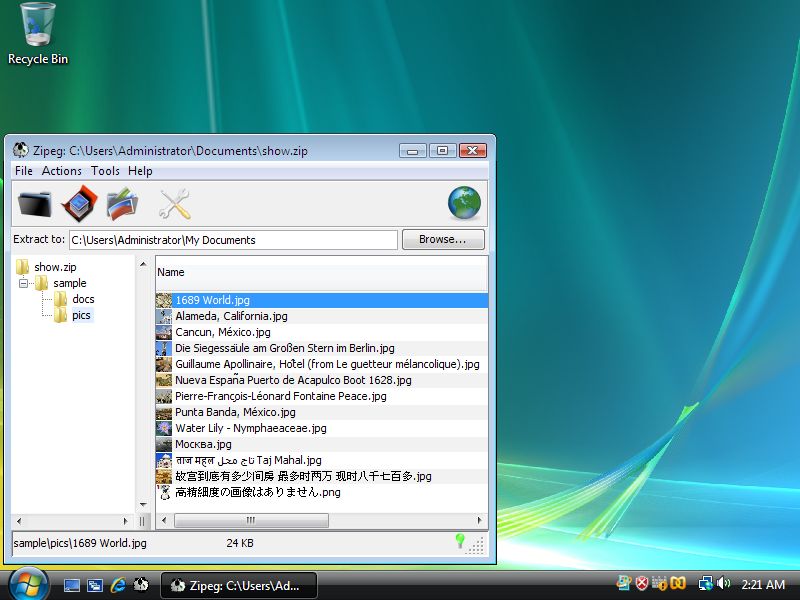 Recycle Bin
Zipeg: C:\Users\Administrator\Documents\show.zip
File Actions Tools Help
Extract to: C:\Users\Administrator\My Documents Browse...
show.zip
sample
docs
pics
Name
1689 World.jpg
Alameda, California.jpg
Cancun, México.jpg
Die Siegessäule am Großen Stern im Berlin.jpg
Guillaume Apollinaire, Hoťel (from Le guetteur mélancolique).jpg
Nueva España Puerto de Acapulco Boot 1628.jpg
Pierre-François-Léonard Fontaine Peace.jpg
Punta Banda, México.jpg
Water Lily - Nymphaeaceae.jpg
Москва.jpg
ताज महल تاج محل Taj Mahal.jpg
故宫到底有多少间房 最多时两万 现时八千七百多.jpg
高精細度の画像はありません.png
sample\pics\1689 World.jpg 24 KB
Zipeg: C:\Users\Ad...
2:21 AM